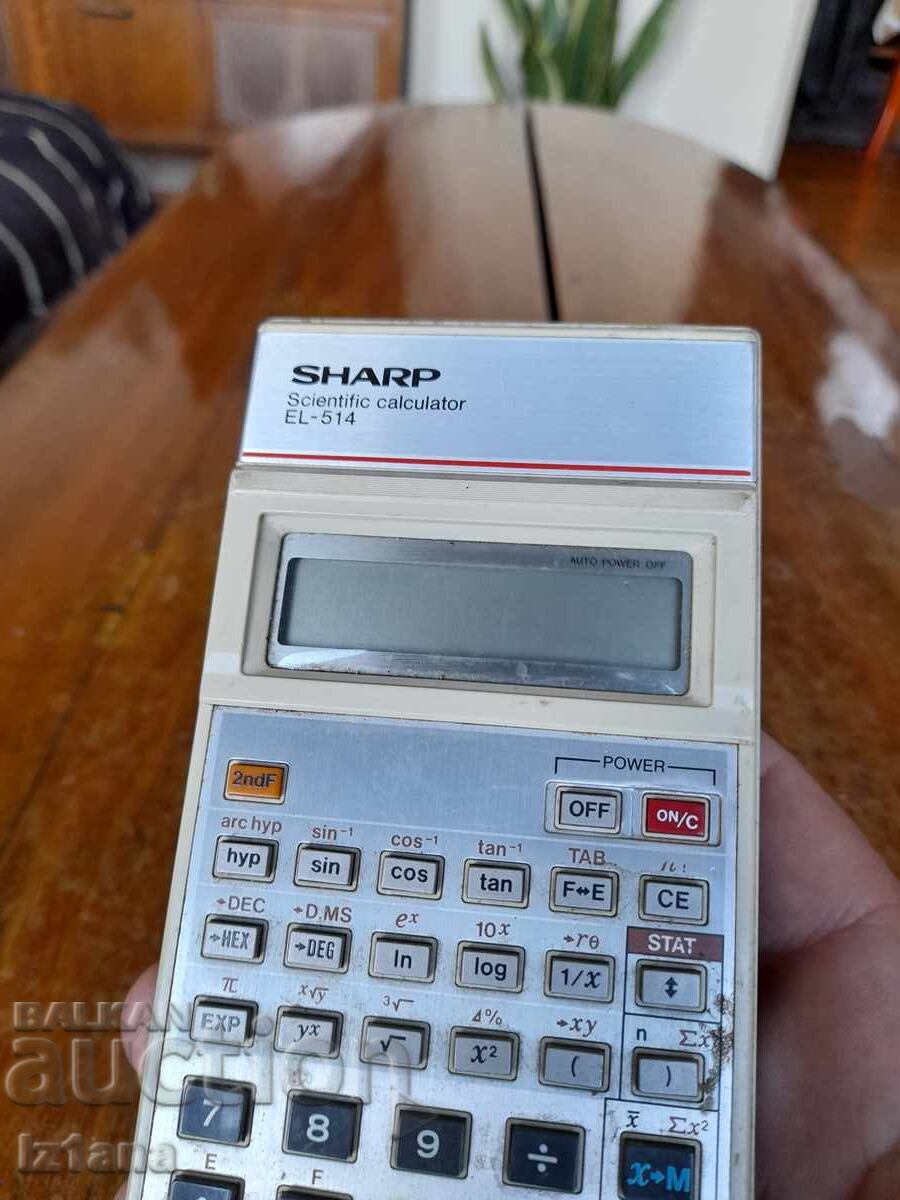 SHARP
Scientific calculator
EL-514
AUTO POWER OFF
POWER
2ndF OFF ON/C
arc hyp sin⁻¹ cos⁻¹ tan⁻¹ TAB n!
hyp sin cos tan F↔E CE
→DEC →D.MS eˣ 10ˣ →rθ STAT
→HEX →DEG ln log 1/x ↕
π ˣ√y ³√ Δ% →xy n Σx
EXP yˣ √ x² ( )
x̄ Σx²
7 8 9 ÷ x→M
E F
BALKAN
auction
iz1tana